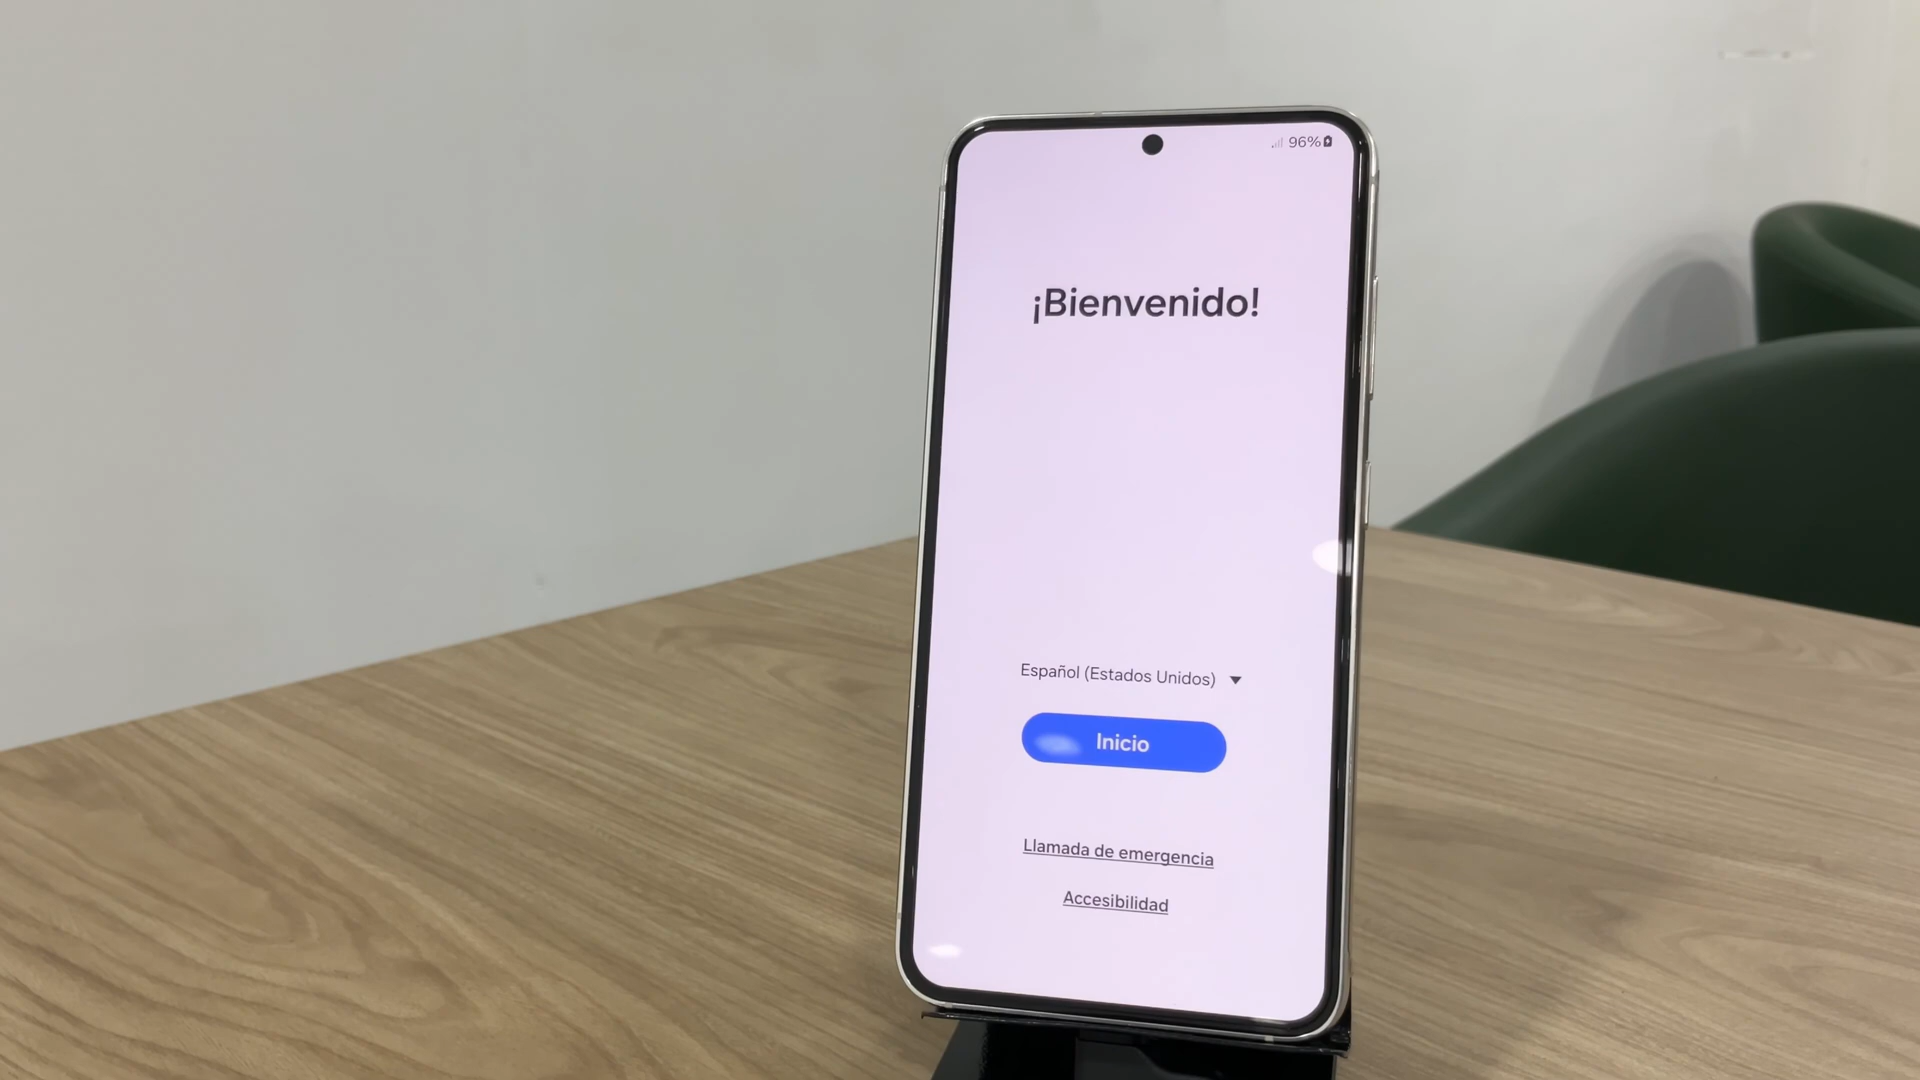 96%
¡Bienvenido!
Español (Estados Unidos)
Inicio
Llamada de emergencia
Accesibilidad